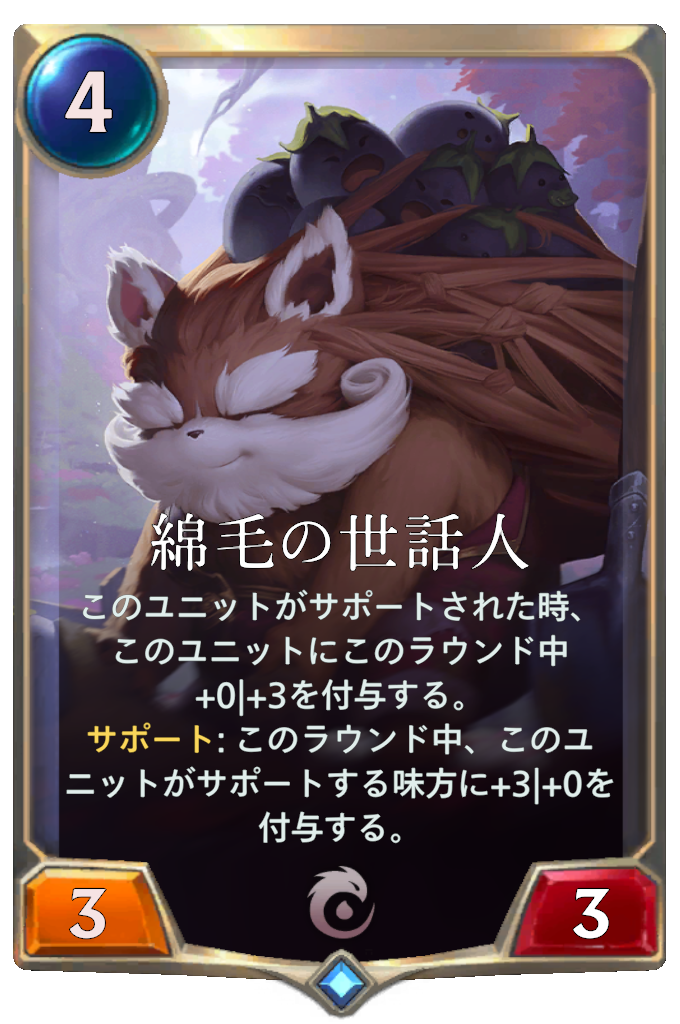 4
綿毛の世話人
このユニットがサポートされた時、
このユニットにこのラウンド中
+0|+3を付与する。
サポート: このラウンド中、このユ
ニットがサポートする味方に+3|+0を
付与する。
3
3